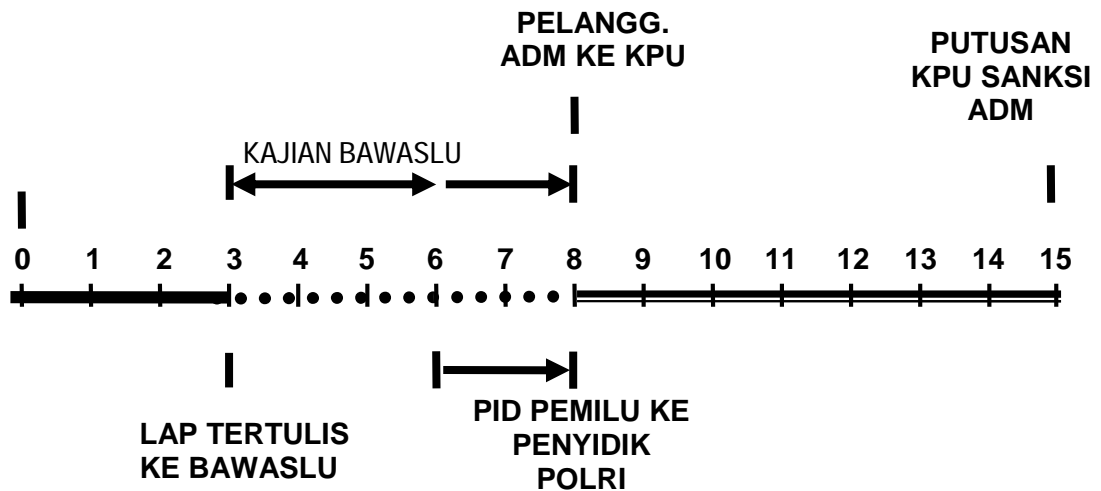 PELANGG.
ADM KE KPU
PUTUSAN
KPU SANKSI
ADM
KAJIAN BAWASLU
0 1 2 3 4 5 6 7 8 9 10 11 12 13 14 15
LAP TERTULIS
KE BAWASLU
PID PEMILU KE
PENYIDIK
POLRI